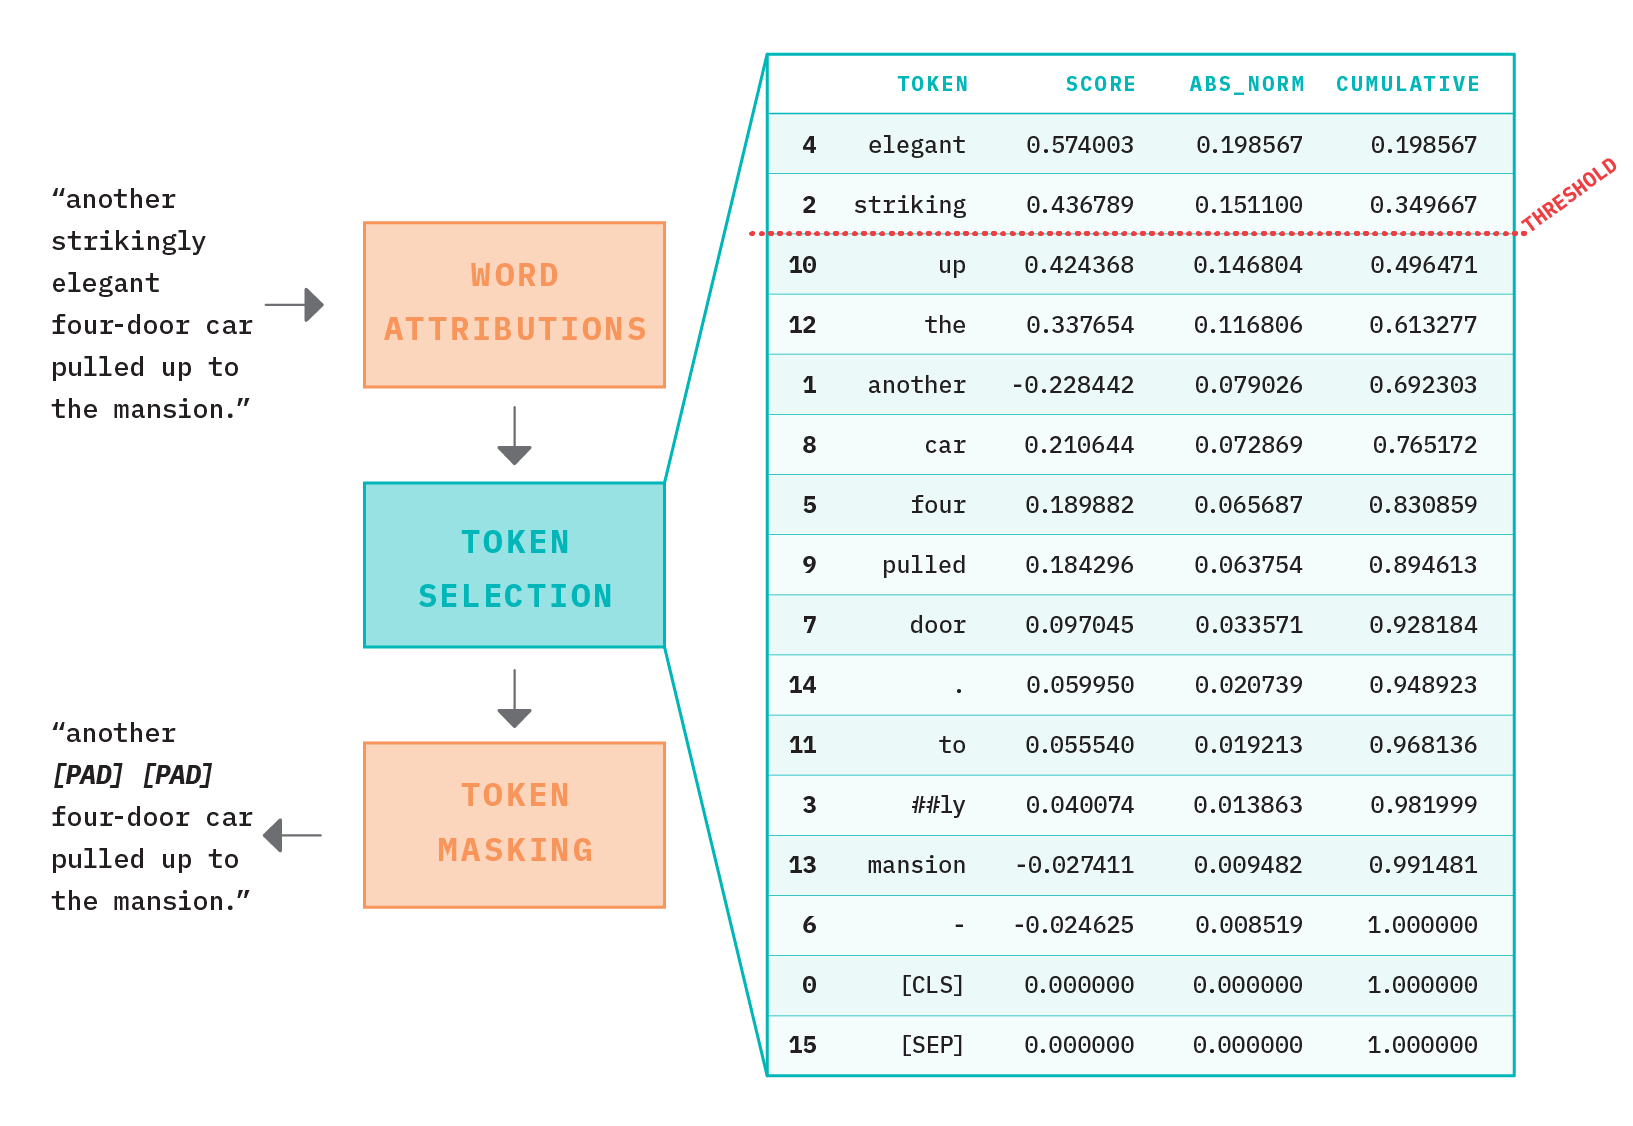 “another
strikingly
elegant
four-door car
pulled up to
the mansion.”
WORD
ATTRIBUTIONS
TOKEN
SELECTION
TOKEN
MASKING
“another
[PAD] [PAD]
four-door car
pulled up to
the mansion.”
TOKEN SCORE ABS_NORM CUMULATIVE
4 elegant 0.574003 0.198567 0.198567
2 striking 0.436789 0.151100 0.349667
THRESHOLD
10 up 0.424368 0.146804 0.496471
12 the 0.337654 0.116806 0.613277
1 another -0.228442 0.079026 0.692303
8 car 0.210644 0.072869 0.765172
5 four 0.189882 0.065687 0.830859
9 pulled 0.184296 0.063754 0.894613
7 door 0.097045 0.033571 0.928184
14 . 0.059950 0.020739 0.948923
11 to 0.055540 0.019213 0.968136
3 ##ly 0.040074 0.013863 0.981999
13 mansion -0.027411 0.009482 0.991481
6 - -0.024625 0.008519 1.000000
0 [CLS] 0.000000 0.000000 1.000000
15 [SEP] 0.000000 0.000000 1.000000